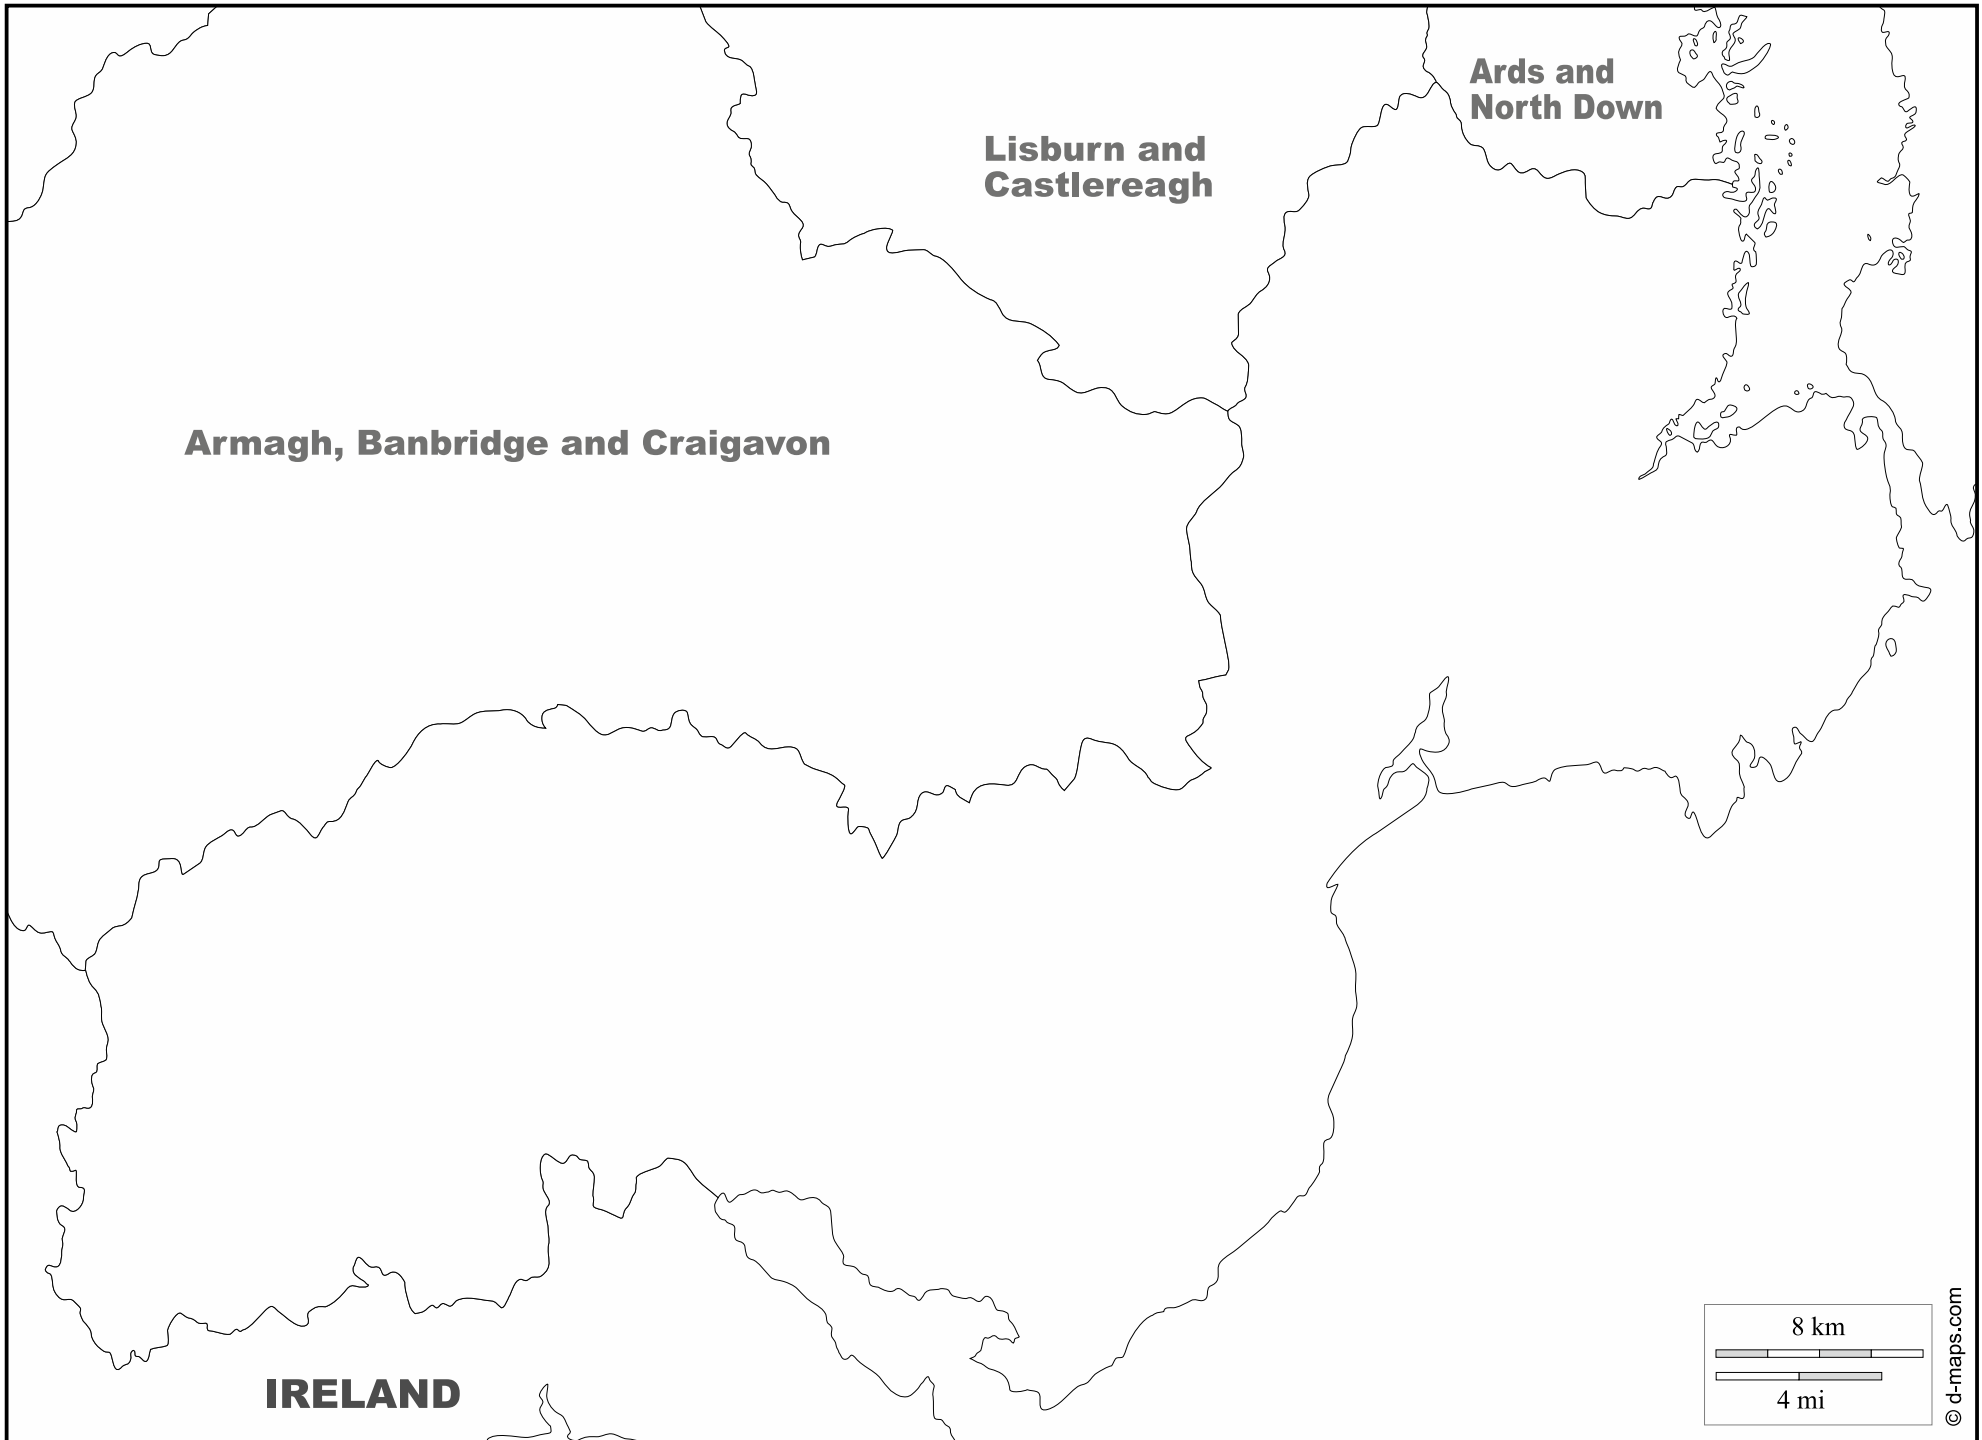 Ards and
North Down
Lisburn and
Castlereagh
Armagh, Banbridge and Craigavon
IRELAND
8 km
4 mi
© d-maps.com